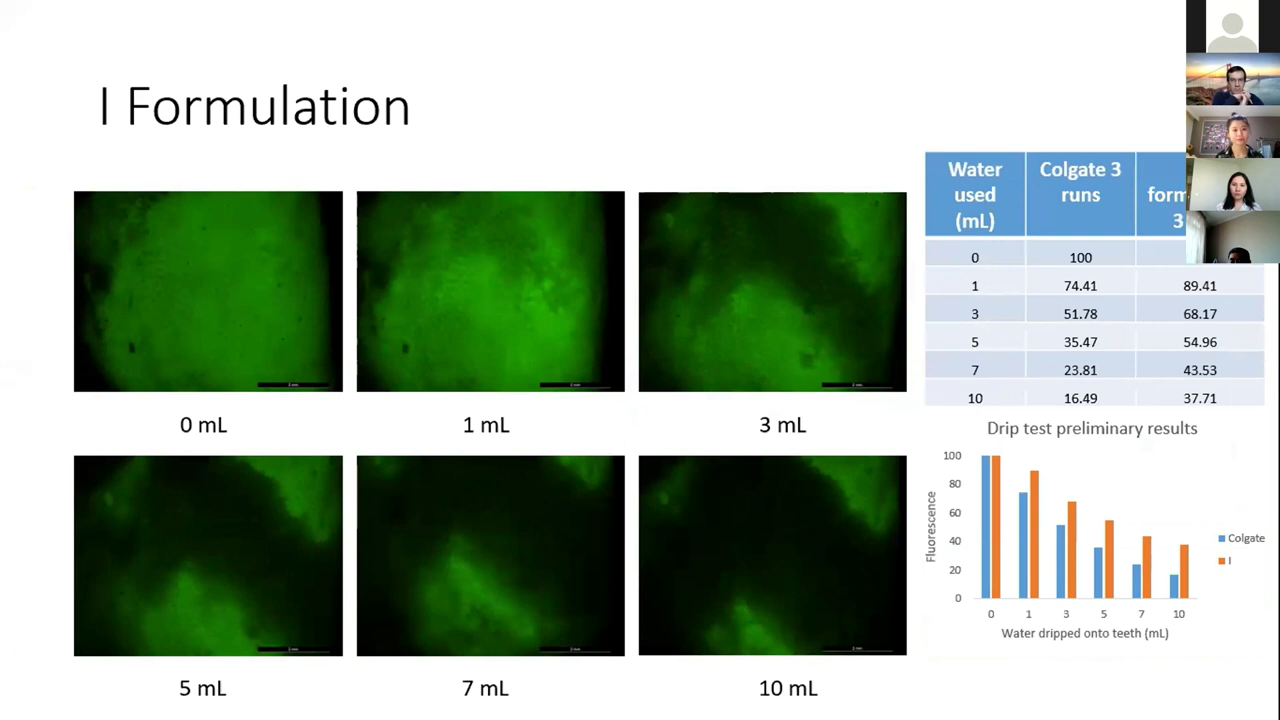 I Formulation
0 mL
1 mL
3 mL
5 mL
7 mL
10 mL
Water used (mL) Colgate 3 runs 3
0 100
1 74.41 89.41
3 51.78 68.17
5 35.47 54.96
7 23.81 43.53
10 16.49 37.71
Drip test preliminary results
Fluorescence
100
80
60
40
20
0
0 1 3 5 7 10
Water dripped onto teeth (mL)
Colgate
I